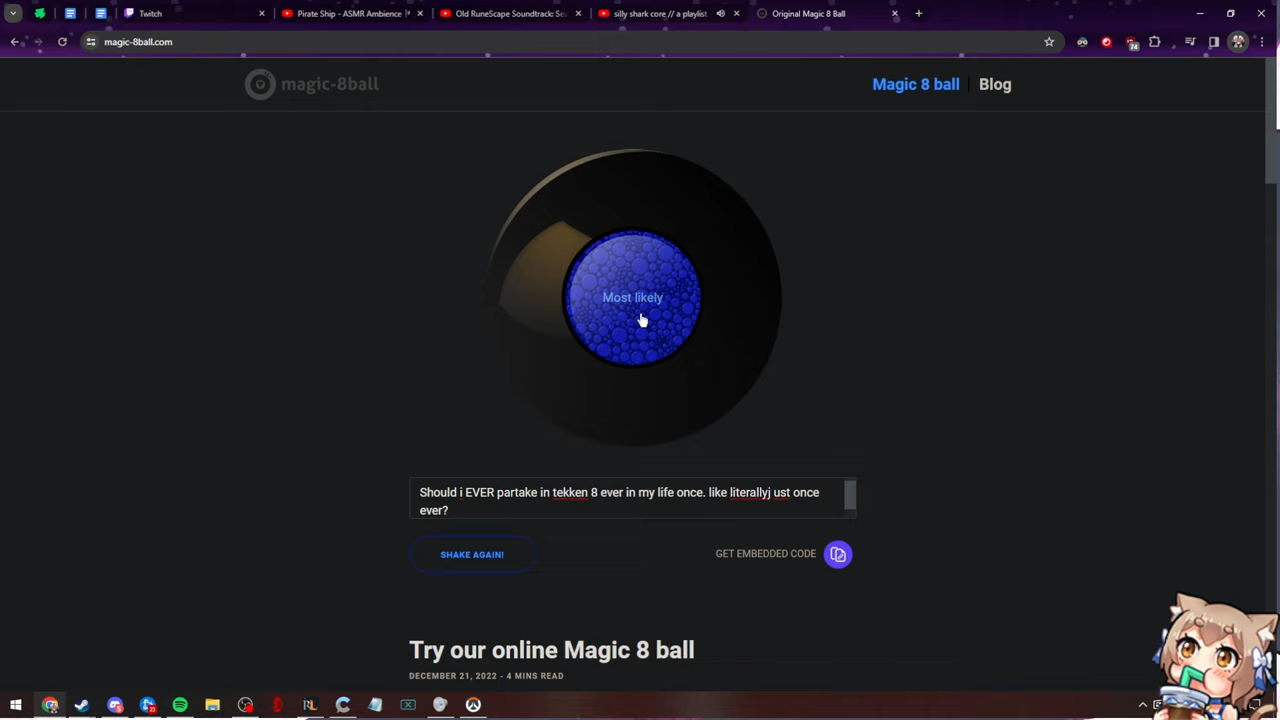 Twitch
Pirate Ship - ASMR Ambience
Old RuneScape Soundtrack: Se
silly shark core // a playlist
Original Magic 8 Ball
magic-8ball.com
74
magic-8ball
Magic 8 ball
Blog
Most likely
Should i EVER partake in tekken 8 ever in my life once. like literallyj ust once
ever?
SHAKE AGAIN!
GET EMBEDDED CODE
Try our online Magic 8 ball
DECEMBER 21, 2022 - 4 MINS READ
23